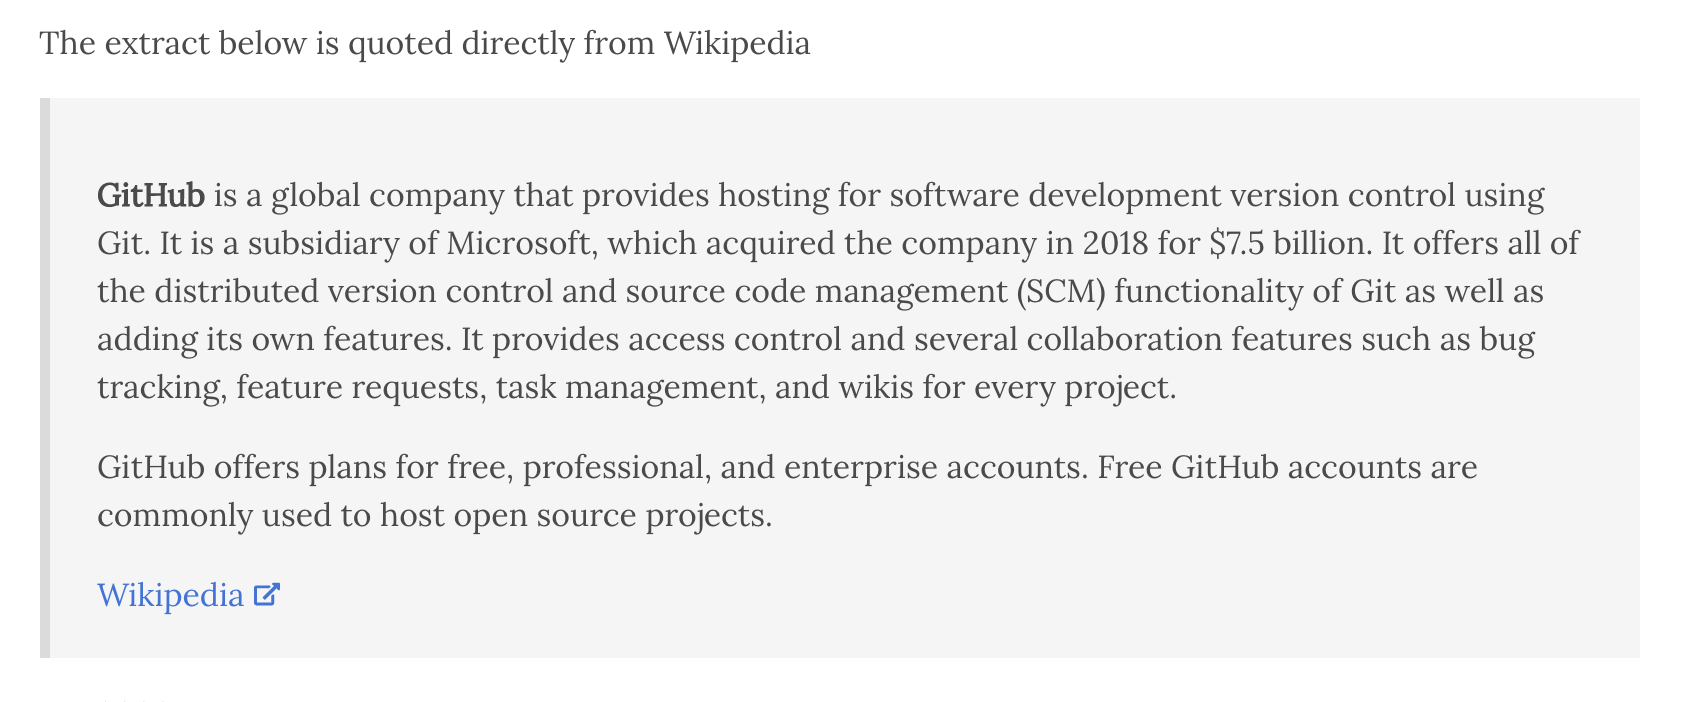 The extract below is quoted directly from Wikipedia
GitHub is a global company that provides hosting for software development version control using
Git. It is a subsidiary of Microsoft, which acquired the company in 2018 for $7.5 billion. It offers all of
the distributed version control and source code management (SCM) functionality of Git as well as
adding its own features. It provides access control and several collaboration features such as bug
tracking, feature requests, task management, and wikis for every project.
GitHub offers plans for free, professional, and enterprise accounts. Free GitHub accounts are
commonly used to host open source projects.
Wikipedia